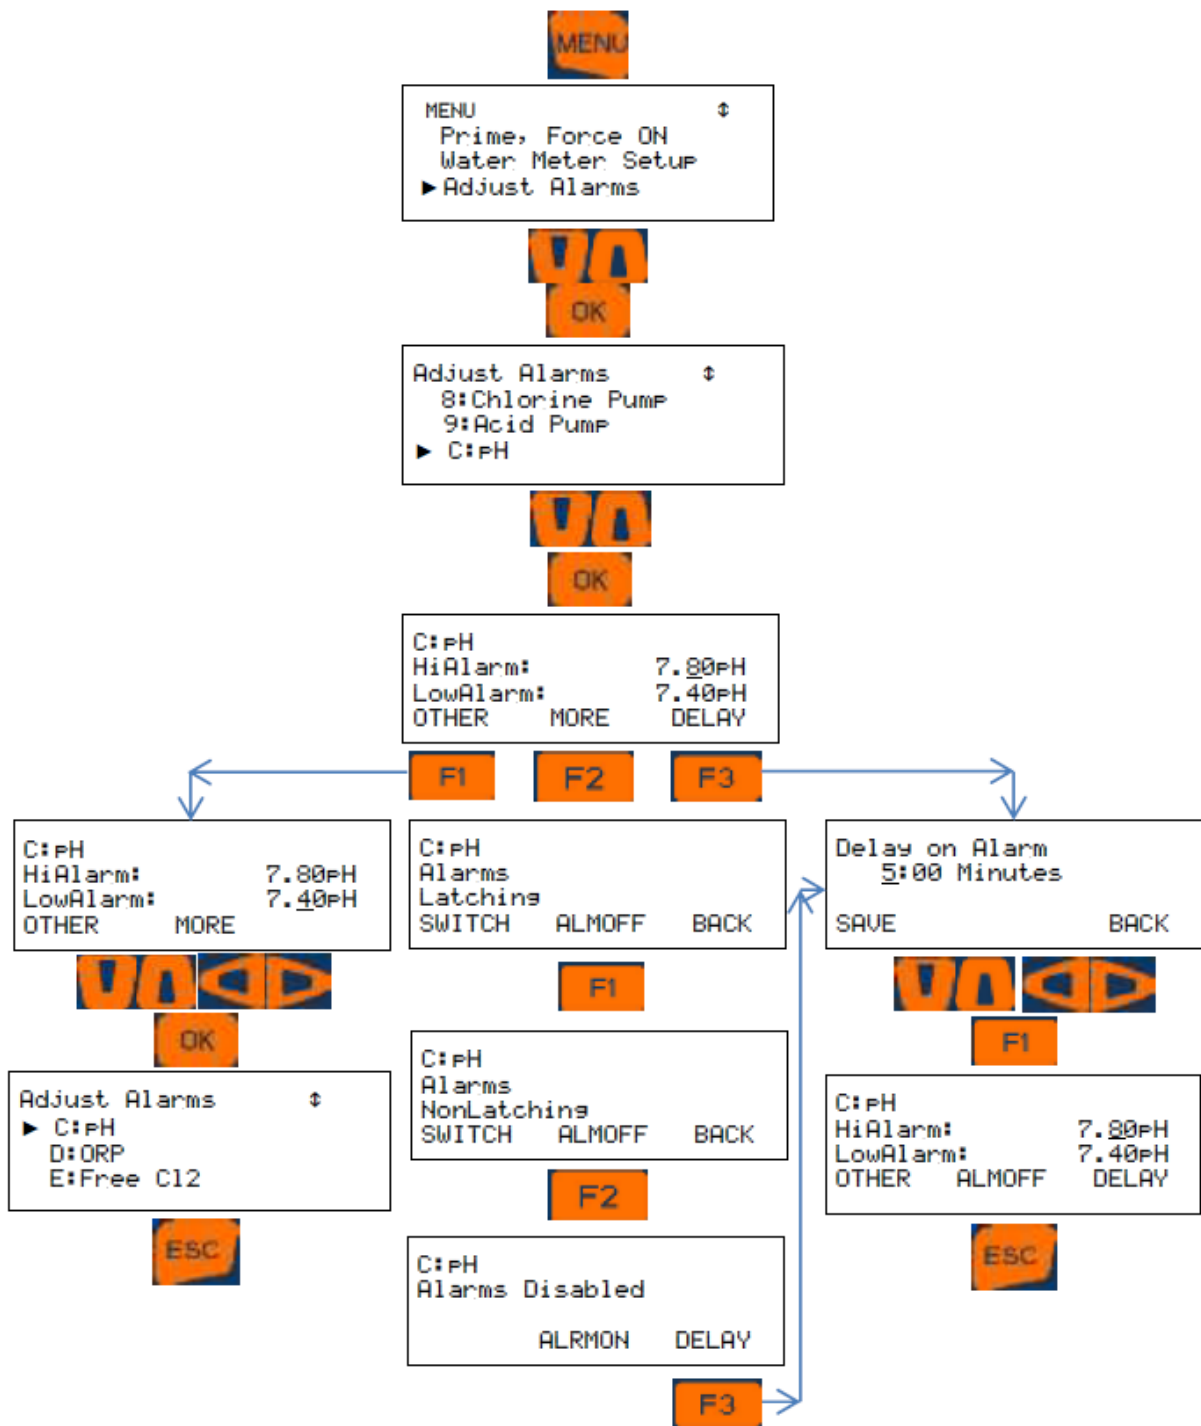 MENU
MENU
Prime, Force ON
Water Meter Setup
►Adjust Alarms
OK
Adjust Alarms
8:Chlorine Pump
9:Acid Pump
► C:pH
OK
C:pH
HiAlarm: 7.80pH
LowAlarm: 7.40pH
OTHER MORE DELAY
F1 F2 F3
C:pH
HiAlarm: 7.80pH
LowAlarm: 7.40pH
OTHER MORE
OK
Adjust Alarms
► C:pH
D:ORP
E:Free Cl2
ESC
C:pH
Alarms
Latching
SWITCH ALMOFF BACK
F1
C:pH
Alarms
NonLatching
SWITCH ALMOFF BACK
F2
C:pH
Alarms Disabled
ALRMON DELAY
F3
Delay on Alarm
5:00 Minutes
SAVE BACK
F1
C:pH
HiAlarm: 7.80pH
LowAlarm: 7.40pH
OTHER ALMOFF DELAY
ESC